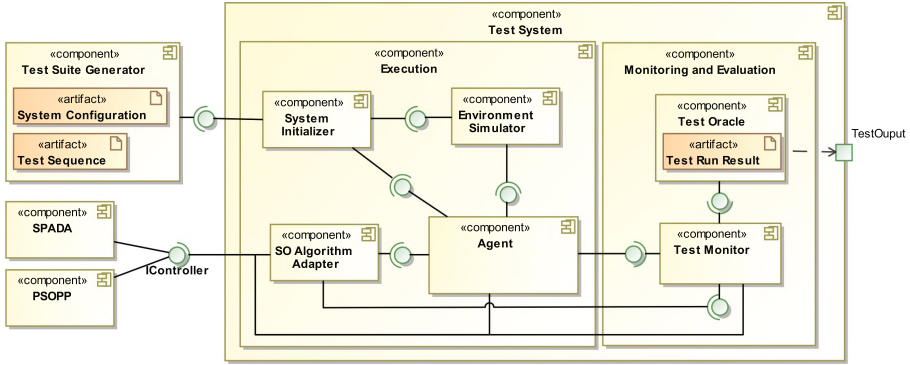 «component»
Test System
«component»
Test Suite Generator
«artifact»
System Configuration
«artifact»
Test Sequence
«component»
Execution
«component»
Monitoring and Evaluation
«component»
System
Initializer
«component»
Environment
Simulator
«component»
Test Oracle
«artifact»
Test Run Result
TestOuput
«component»
SPADA
«component»
PSOPP
IController
«component»
SO Algorithm
Adapter
«component»
Agent
«component»
Test Monitor